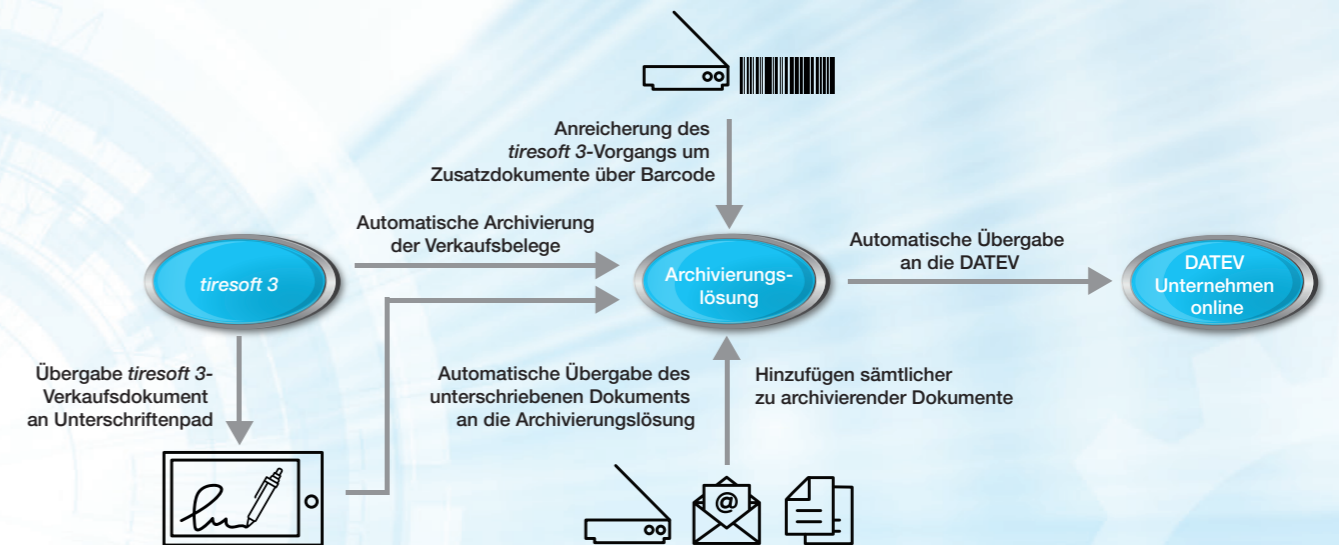 Anreicherung des
tiresoft 3-Vorgangs um
Zusatzdokumente über Barcode
Automatische Archivierung
der Verkaufsbelege
Automatische Übergabe
an die DATEV
tiresoft 3
Archivierungs-
lösung
DATEV
Unternehmen
online
Übergabe tiresoft 3-
Verkaufsdokument
an Unterschriftenpad
Automatische Übergabe des
unterschriebenen Dokuments
an die Archivierungslösung
Hinzufügen sämtlicher
zu archivierender Dokumente
@